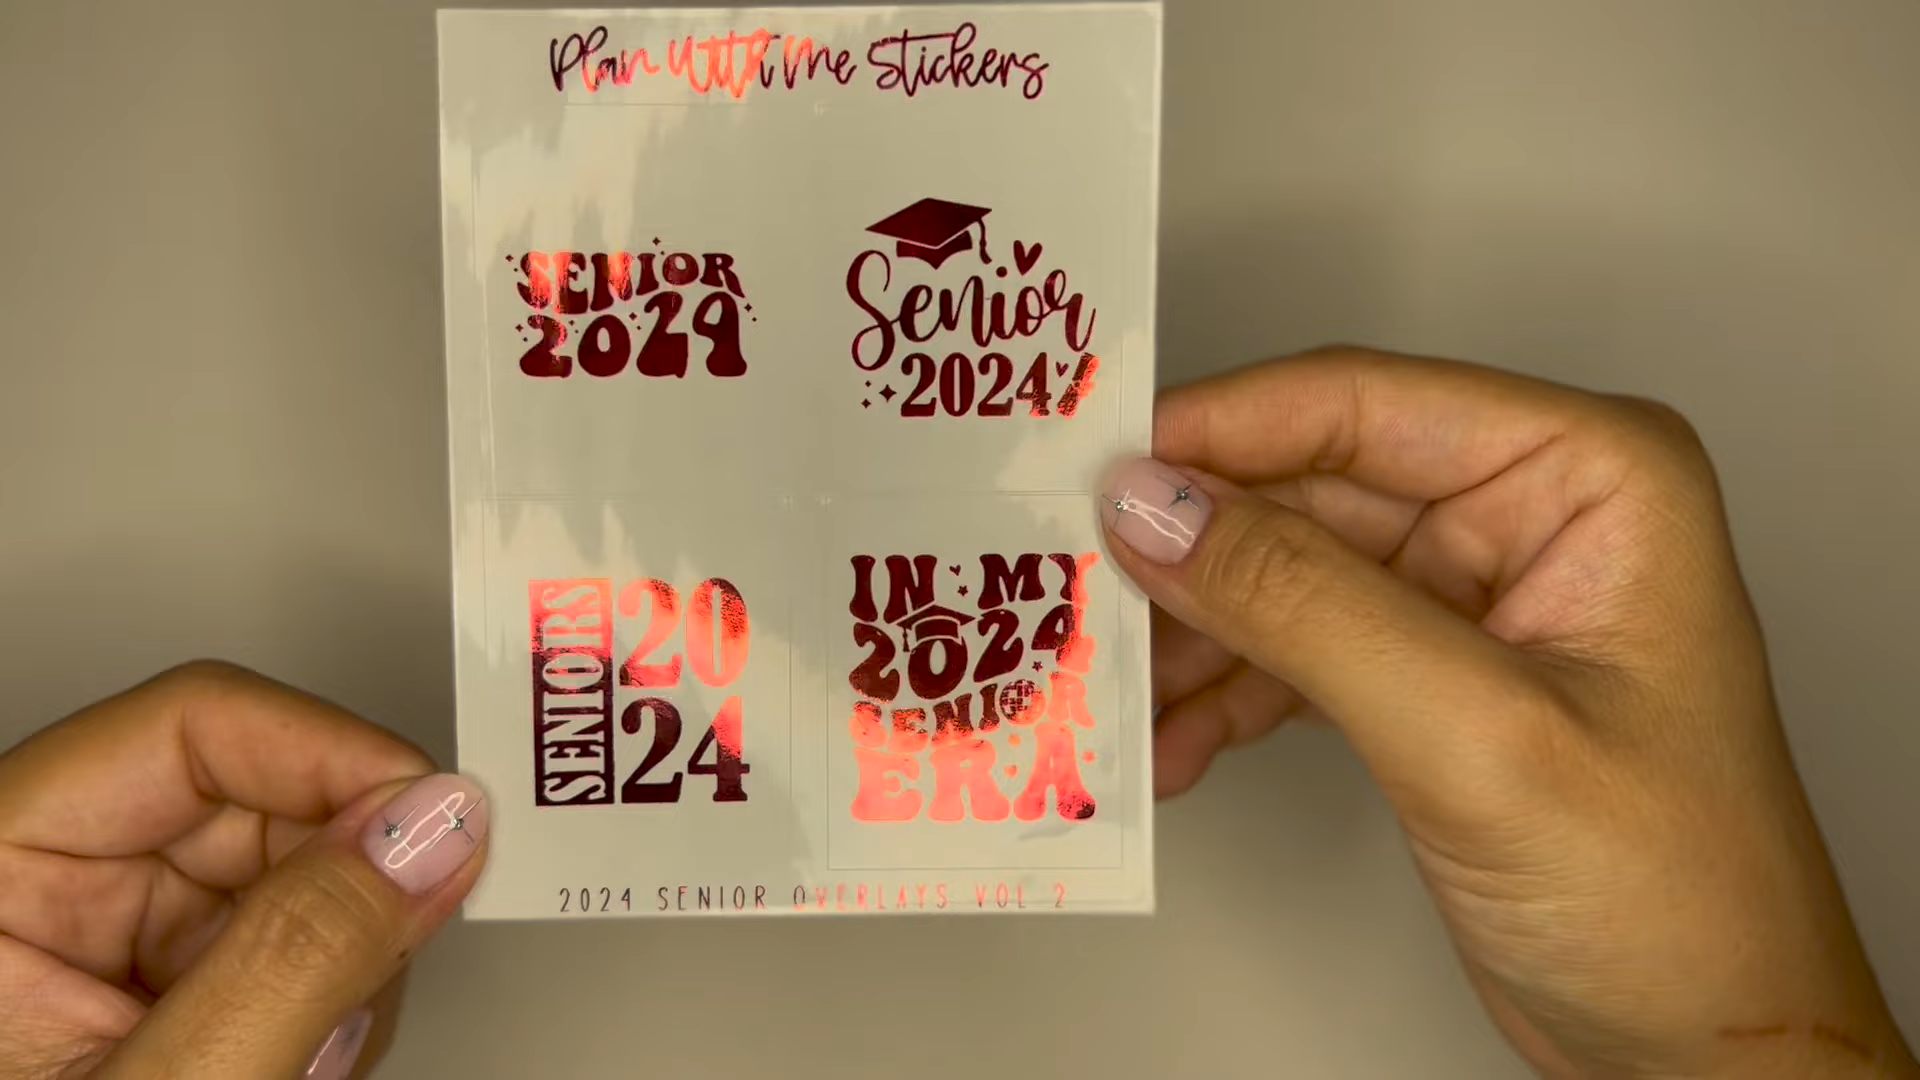 Plan With Me Stickers
SENIOR
2024
Senior
2024
SENIORS
20
24
IN MY
2024
SENIOR
ERA
2024 SENIOR OVERLAYS VOL 2